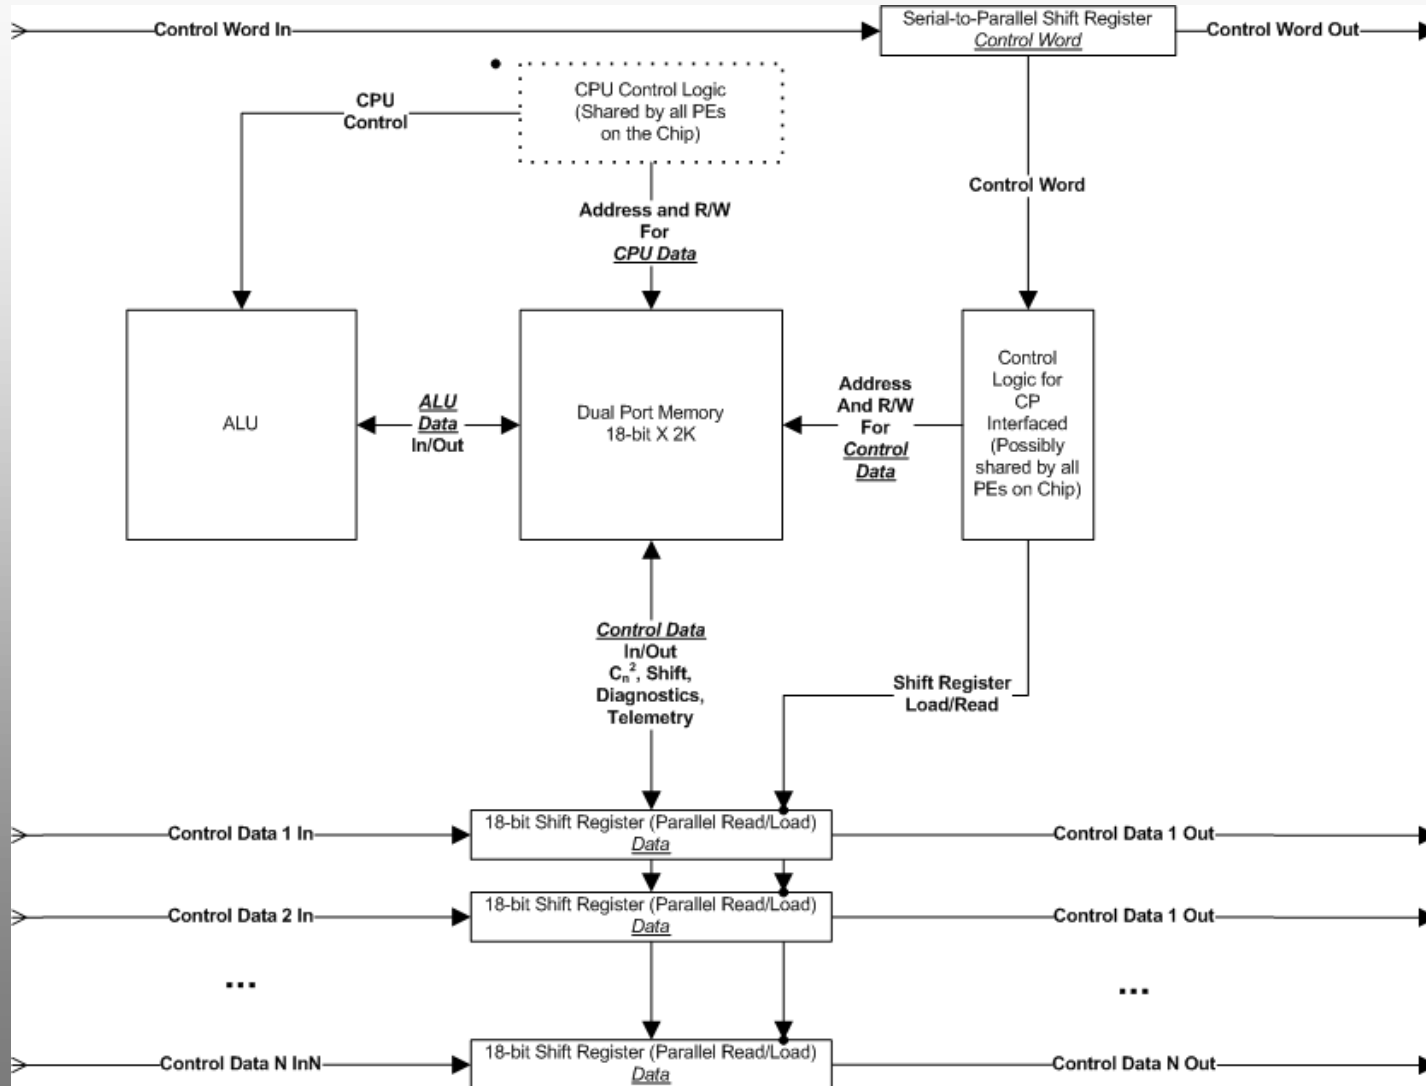 Control Word In
Serial-to-Parallel Shift Register
Control Word
Control Word Out
CPU
Control
CPU Control Logic
(Shared by all PEs
on the Chip)
Control Word
Address and R/W
For
CPU Data
ALU
ALU
Data
In/Out
Dual Port Memory
18-bit X 2K
Address
And R/W
For
Control
Data
Control
Logic for
CP
Interfaced
(Possibly
shared by all
PEs on Chip)
Control Data
In/Out
Cn², Shift,
Diagnostics,
Telemetry
Shift Register
Load/Read
Control Data 1 In
18-bit Shift Register (Parallel Read/Load)
Data
Control Data 1 Out
Control Data 2 In
18-bit Shift Register (Parallel Read/Load)
Data
Control Data 1 Out
...
...
Control Data N InN
18-bit Shift Register (Parallel Read/Load)
Data
Control Data N Out